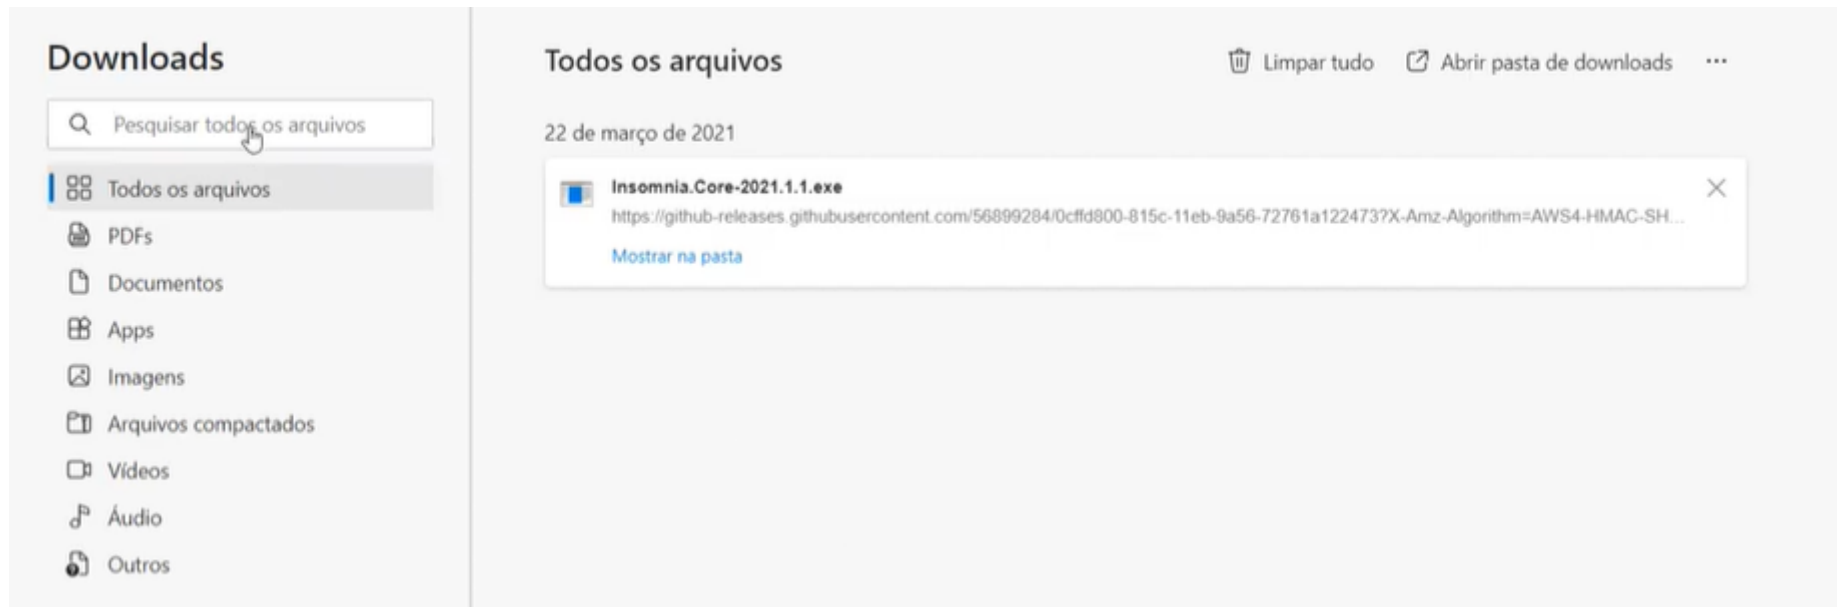 Downloads
Pesquisar todos os arquivos
Todos os arquivos
PDFs
Documentos
Apps
Imagens
Arquivos compactados
Vídeos
Áudio
Outros
Todos os arquivos
Limpar tudo
Abrir pasta de downloads
22 de março de 2021
Insomnia.Core-2021.1.1.exe
https://github-releases.githubusercontent.com/56899284/0cffd800-815c-11eb-9a56-72761a122473?X-Amz-Algorithm=AWS4-HMAC-SH...
Mostrar na pasta